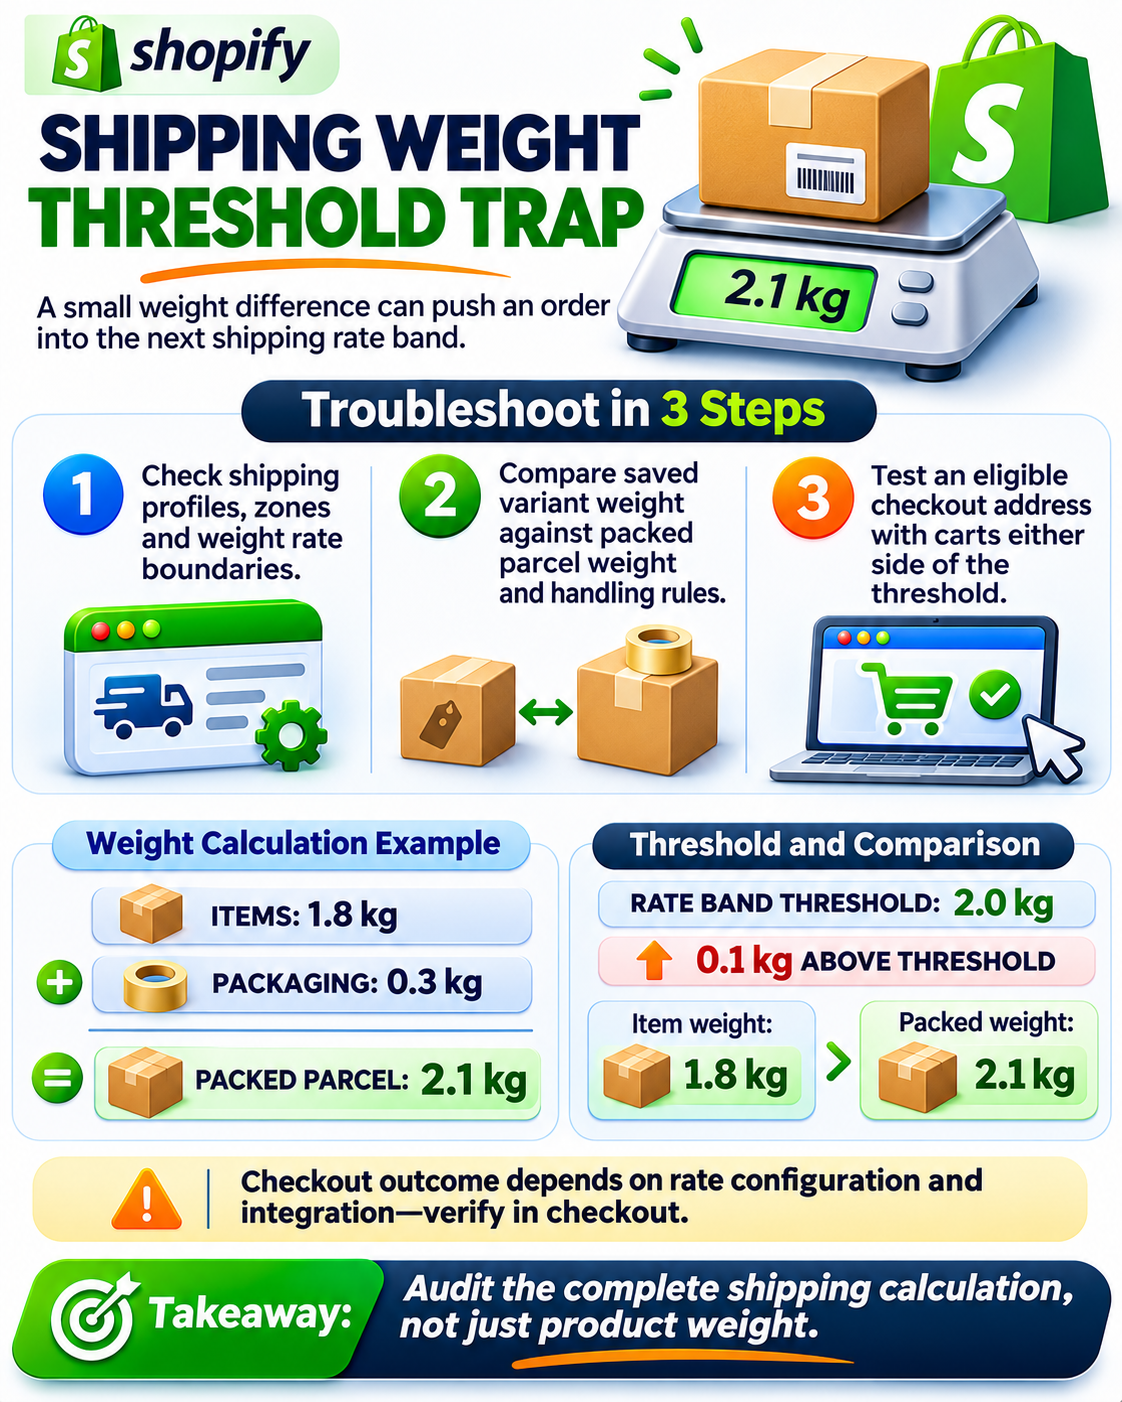 S shopify
SHIPPING WEIGHT
THRESHOLD TRAP
A small weight difference can push an order
into the next shipping rate band.
S
2.1 kg
Troubleshoot in 3 Steps
1
Check shipping
profiles, zones
and weight rate
boundaries.
2
Compare saved
variant weight
against packed
parcel weight
and handling rules.
3
Test an eligible
checkout address
with carts either
side of the
threshold.
Weight Calculation Example
ITEMS: 1.8 kg
+ PACKAGING: 0.3 kg
= PACKED PARCEL: 2.1 kg
Threshold and Comparison
RATE BAND THRESHOLD: 2.0 kg
0.1 kg ABOVE THRESHOLD
Item weight:
1.8 kg
>
Packed weight:
2.1 kg
! Checkout outcome depends on rate configuration and
integration—verify in checkout.
Takeaway:
Audit the complete shipping calculation,
not just product weight.